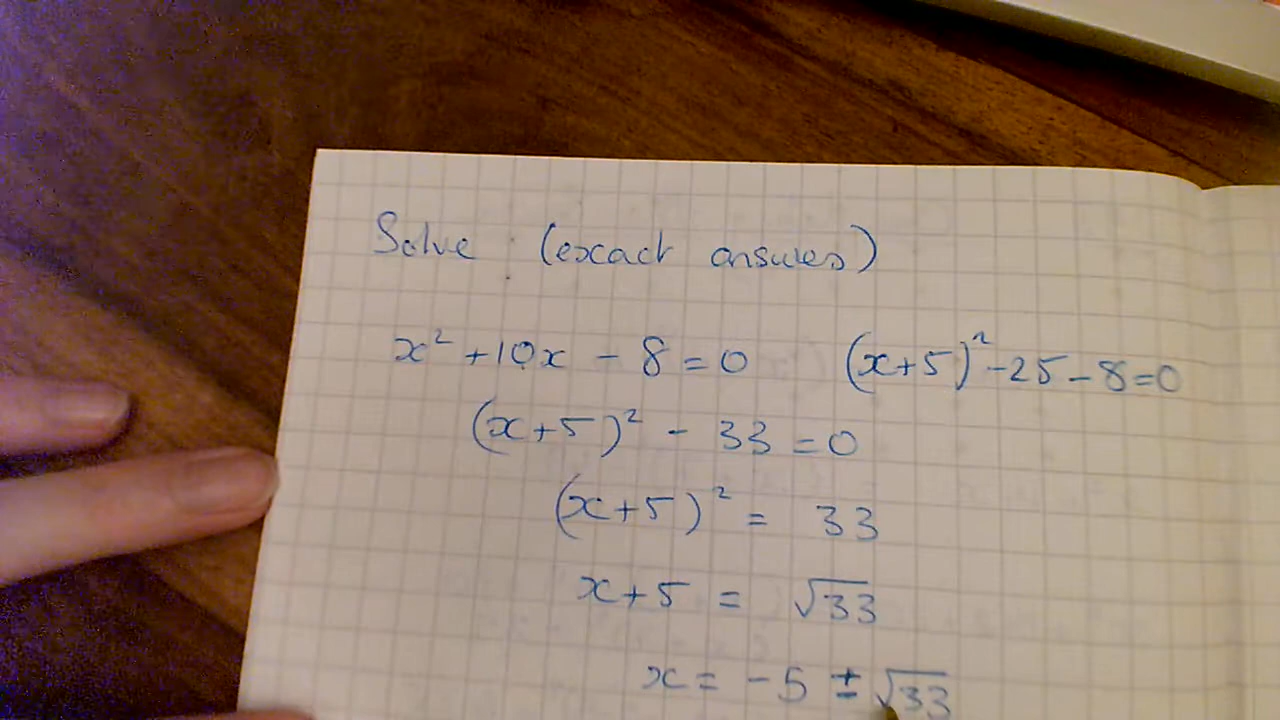 Solve : (exact answers)
x² + 10x - 8 = 0 (x+5)² - 25 - 8 = 0
(x+5)² - 33 = 0
(x+5)² = 33
x+5 = √33
x = -5 ± √33